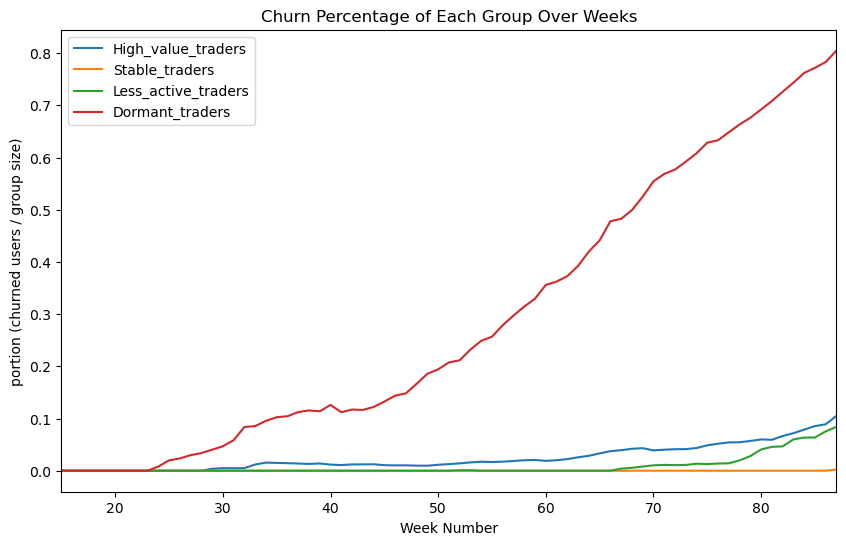 Churn Percentage of Each Group Over Weeks
High_value_traders
Stable_traders
Less_active_traders
Dormant_traders
portion (churned users / group size)
0.8
0.7
0.6
0.5
0.4
0.3
0.2
0.1
0.0
20 30 40 50 60 70 80
Week Number